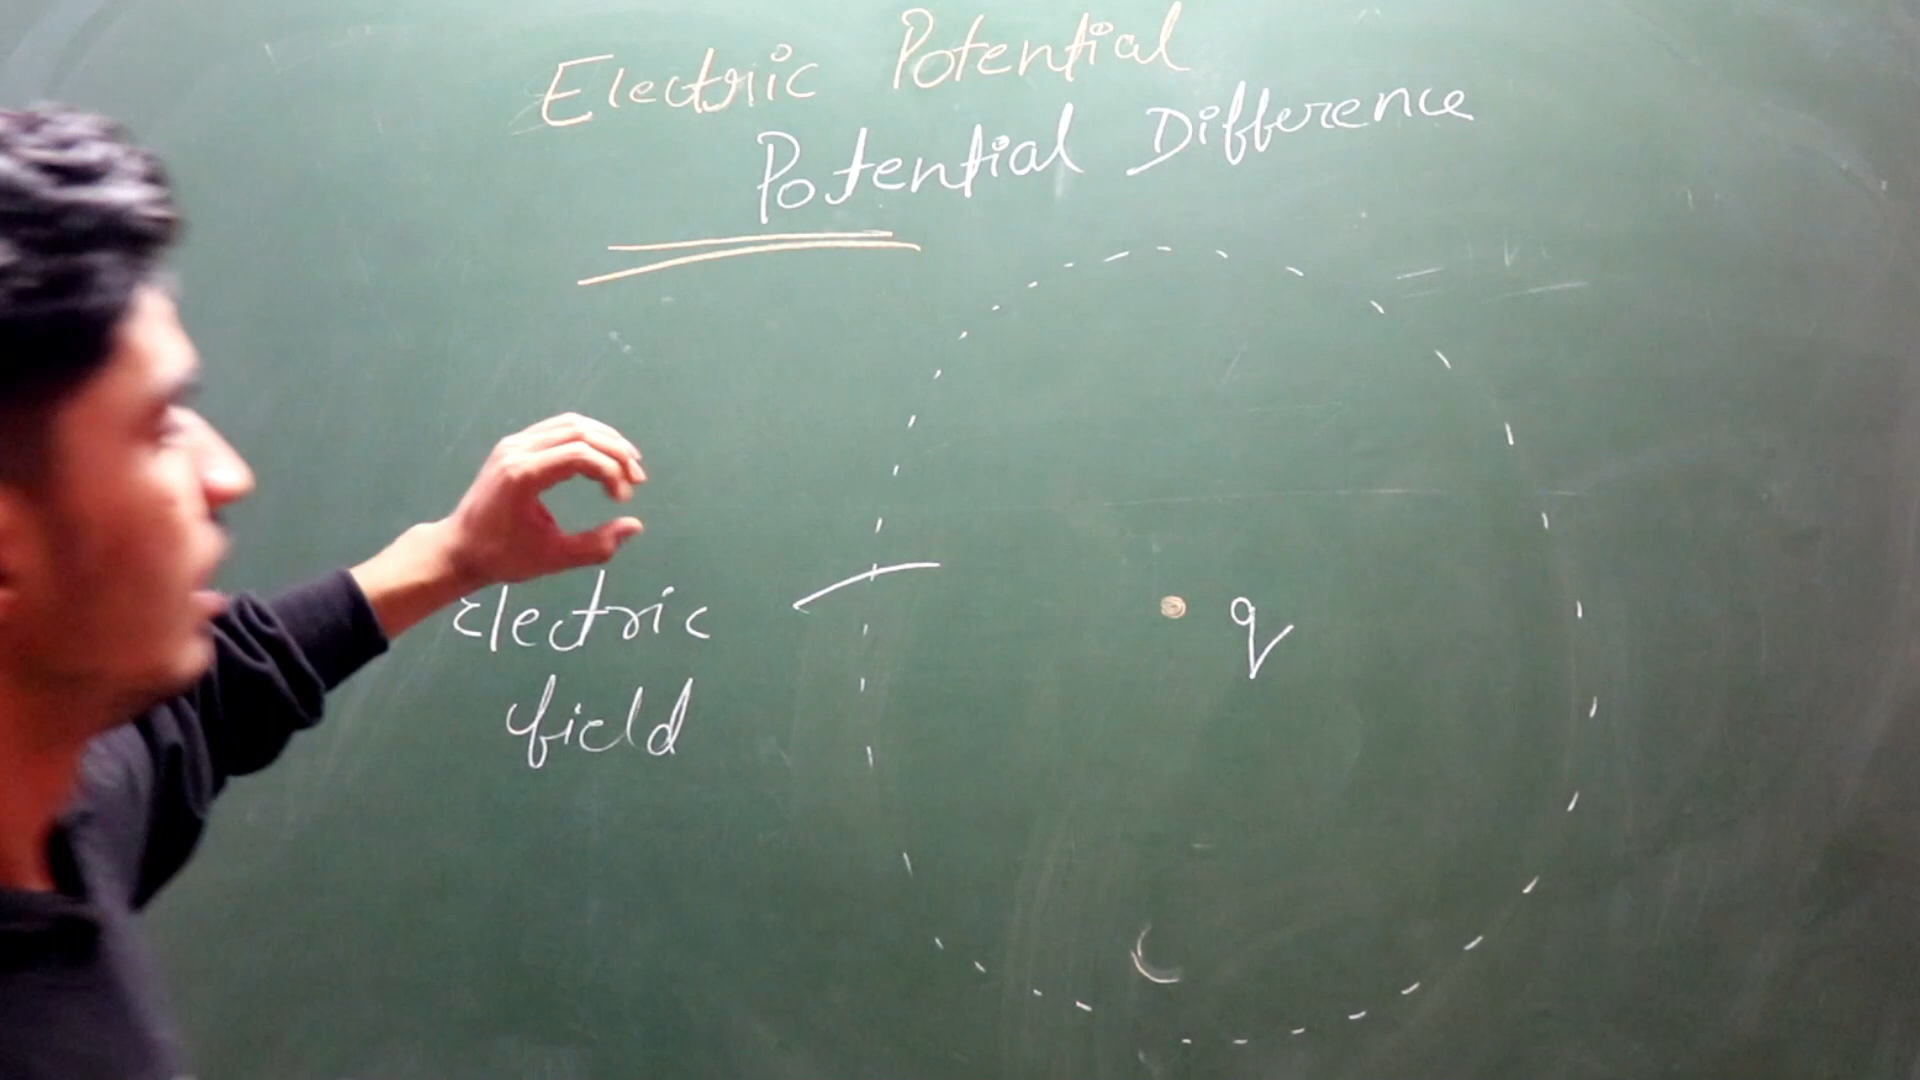 Electric Potential
Potential Difference
Electric
field
q